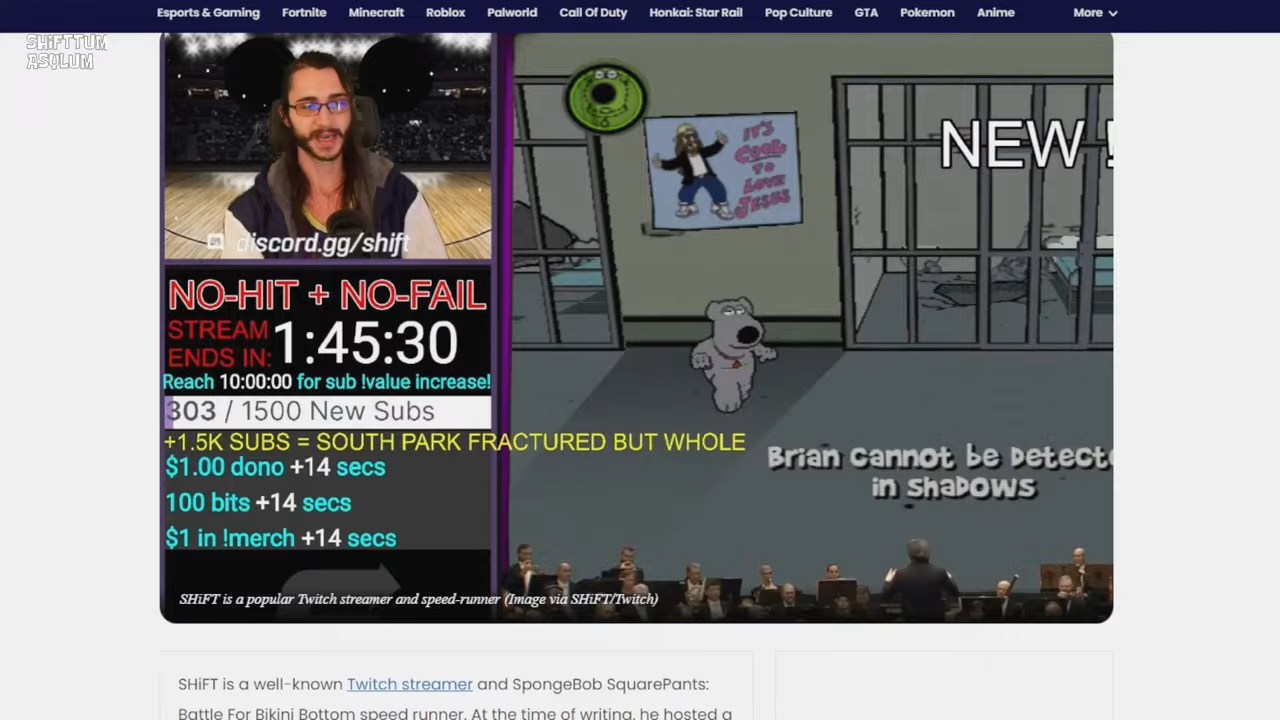 Esports & Gaming Fortnite Minecraft Roblox Palworld Call Of Duty Honkai: Star Rail Pop Culture GTA Pokemon Anime More
SHiFTTUM
ASYLUM
NEW !
IT'S
COOL
TO
LOVE
JESUS
discord.gg/shift
NO-HIT + NO-FAIL
STREAM
ENDS IN: 1:45:30
Reach 10:00:00 for sub !value increase!
303 / 1500 New Subs
+1.5K SUBS = SOUTH PARK FRACTURED BUT WHOLE
$1.00 dono +14 secs
100 bits +14 secs
$1 in !merch +14 secs
Brian cannot be detecte
in shadows
SHiFT is a popular Twitch streamer and speed-runner (Image via SHiFT/Twitch)
SHiFT is a well-known Twitch streamer and SpongeBob SquarePants:
Battle For Bikini Bottom speed runner. At the time of writing, he hosted a